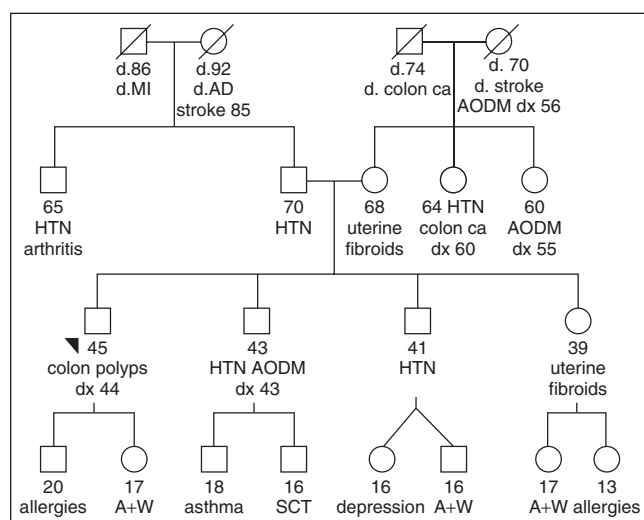 d.86
d.MI
d.92
d.AD
stroke 85
d.74
d. colon ca
d. 70
d. stroke
AODM dx 56
65
HTN
arthritis
70
HTN
68
uterine
fibroids
64 HTN
colon ca
dx 60
60
AODM
dx 55
45
colon polyps
dx 44
43
HTN AODM
dx 43
41
HTN
39
uterine
fibroids
20
allergies
17
A+W
18
asthma
16
SCT
16
depression
16
A+W
17
A+W
13
allergies